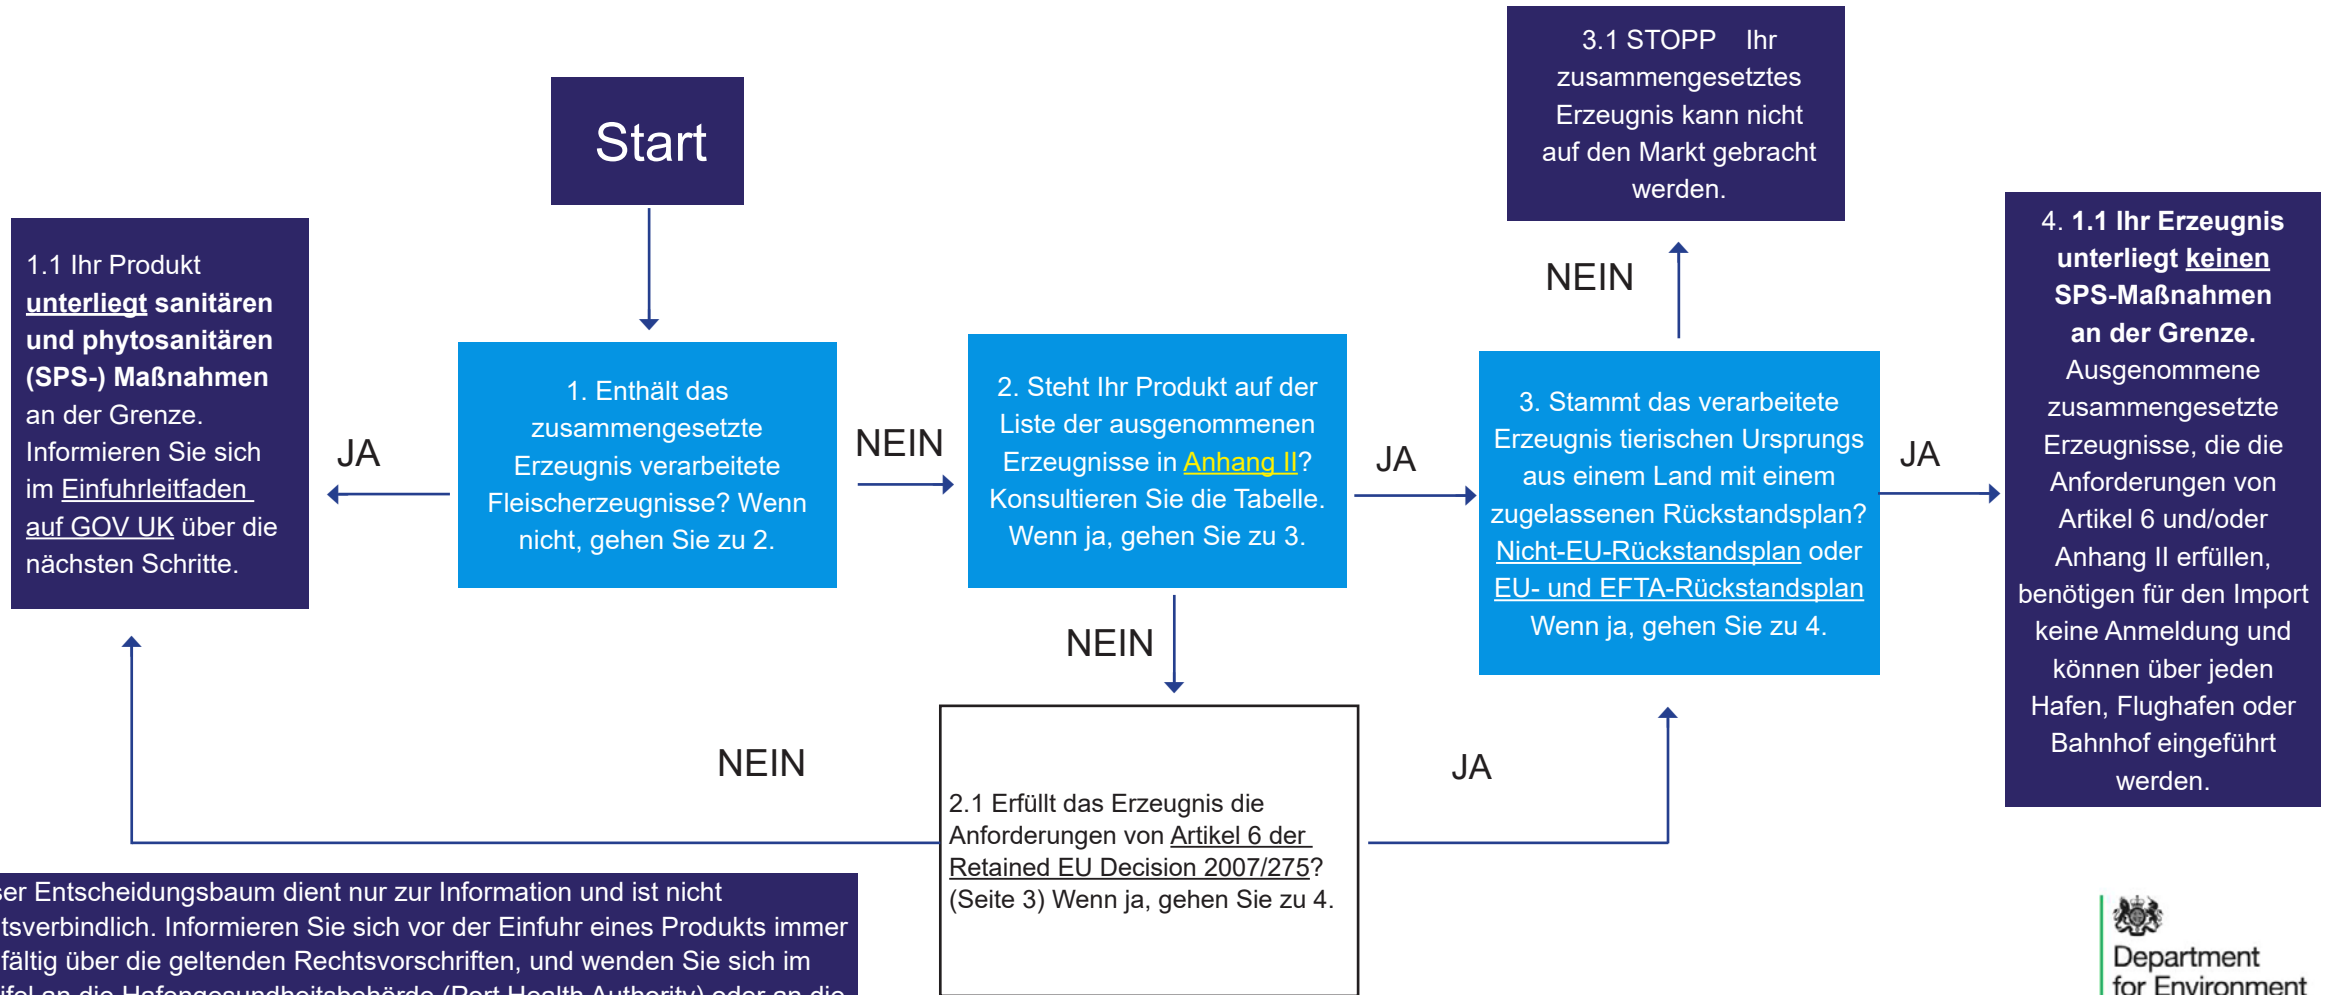 Start
3.1 STOPP Ihr
zusammengesetztes
Erzeugnis kann nicht
auf den Markt gebracht
werden.
1.1 Ihr Produkt
unterliegt sanitären
und phytosanitären
(SPS-) Maßnahmen
an der Grenze.
Informieren Sie sich
im Einfuhrleitfaden
auf GOV UK über die
nächsten Schritte.
JA
1. Enthält das
zusammengesetzte
Erzeugnis verarbeitete
Fleischerzeugnisse? Wenn
nicht, gehen Sie zu 2.
NEIN
2. Steht Ihr Produkt auf der
Liste der ausgenommenen
Erzeugnisse in Anhang II?
Konsultieren Sie die Tabelle.
Wenn ja, gehen Sie zu 3.
JA
NEIN
3. Stammt das verarbeitete
Erzeugnis tierischen Ursprungs
aus einem Land mit einem
zugelassenen Rückstandsplan?
Nicht-EU-Rückstandsplan oder
EU- und EFTA-Rückstandsplan
Wenn ja, gehen Sie zu 4.
JA
4. 1.1 Ihr Erzeugnis
unterliegt keinen
SPS-Maßnahmen
an der Grenze.
Ausgenommene
zusammengesetzte
Erzeugnisse, die die
Anforderungen von
Artikel 6 und/oder
Anhang II erfüllen,
benötigen für den Import
keine Anmeldung und
können über jeden
Hafen, Flughafen oder
Bahnhof eingeführt
werden.
NEIN
NEIN
2.1 Erfüllt das Erzeugnis die
Anforderungen von Artikel 6 der
Retained EU Decision 2007/275?
(Seite 3) Wenn ja, gehen Sie zu 4.
JA
Entscheidungsbaum dient nur zur Information und ist nicht
Informieren Sie sich vor der Einfuhr eines Produkts immer
über die geltenden Rechtsvorschriften, und wenden Sie sich im
an die Hafengesundheitsbehörde (Port Health Authority) oder an die
Department
for Environment